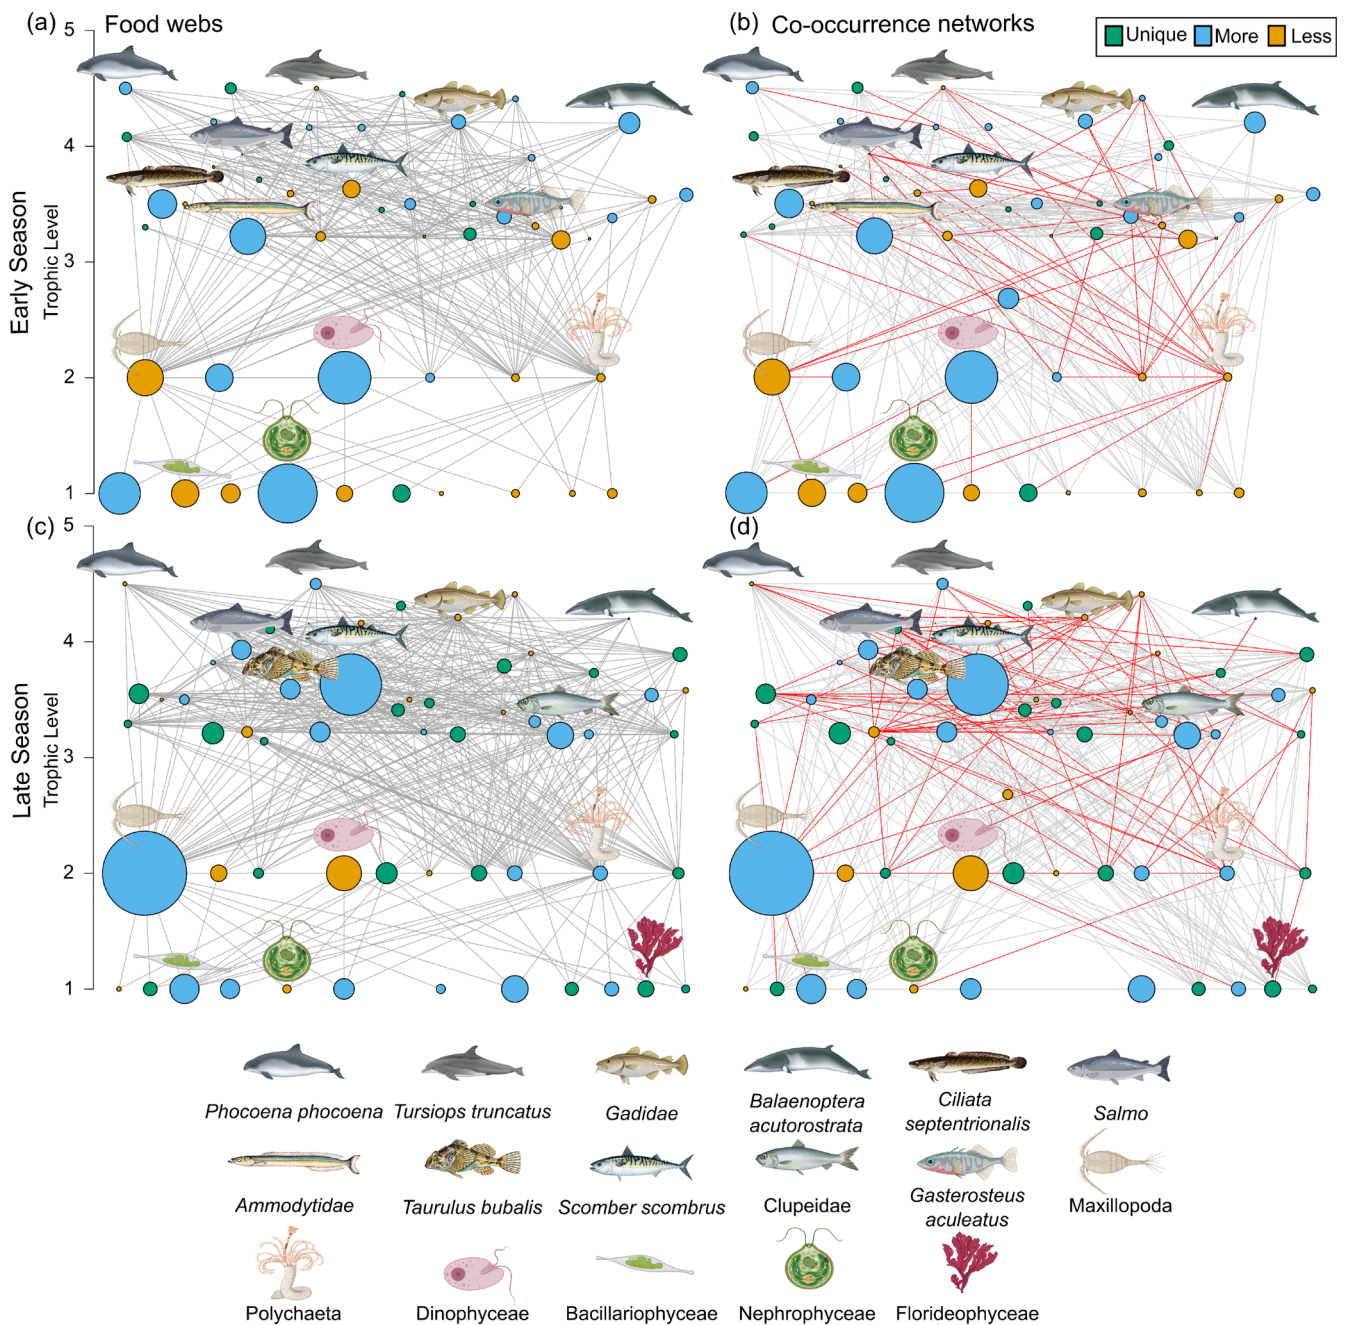 (a) Food webs
(b) Co-occurrence networks
Unique More Less
5
4
3
2
1
Early Season
Trophic Level
(c)
(d)
5
4
3
2
1
Late Season
Trophic Level
Phocoena phocoena
Tursiops truncatus
Gadidae
Balaenoptera
acutorostrata
Ciliata
septentrionalis
Salmo
Ammodytidae
Taurulus bubalis
Scomber scombrus
Clupeidae
Gasterosteus
aculeatus
Maxillopoda
Polychaeta
Dinophyceae
Bacillariophyceae
Nephrophyceae
Florideophyceae